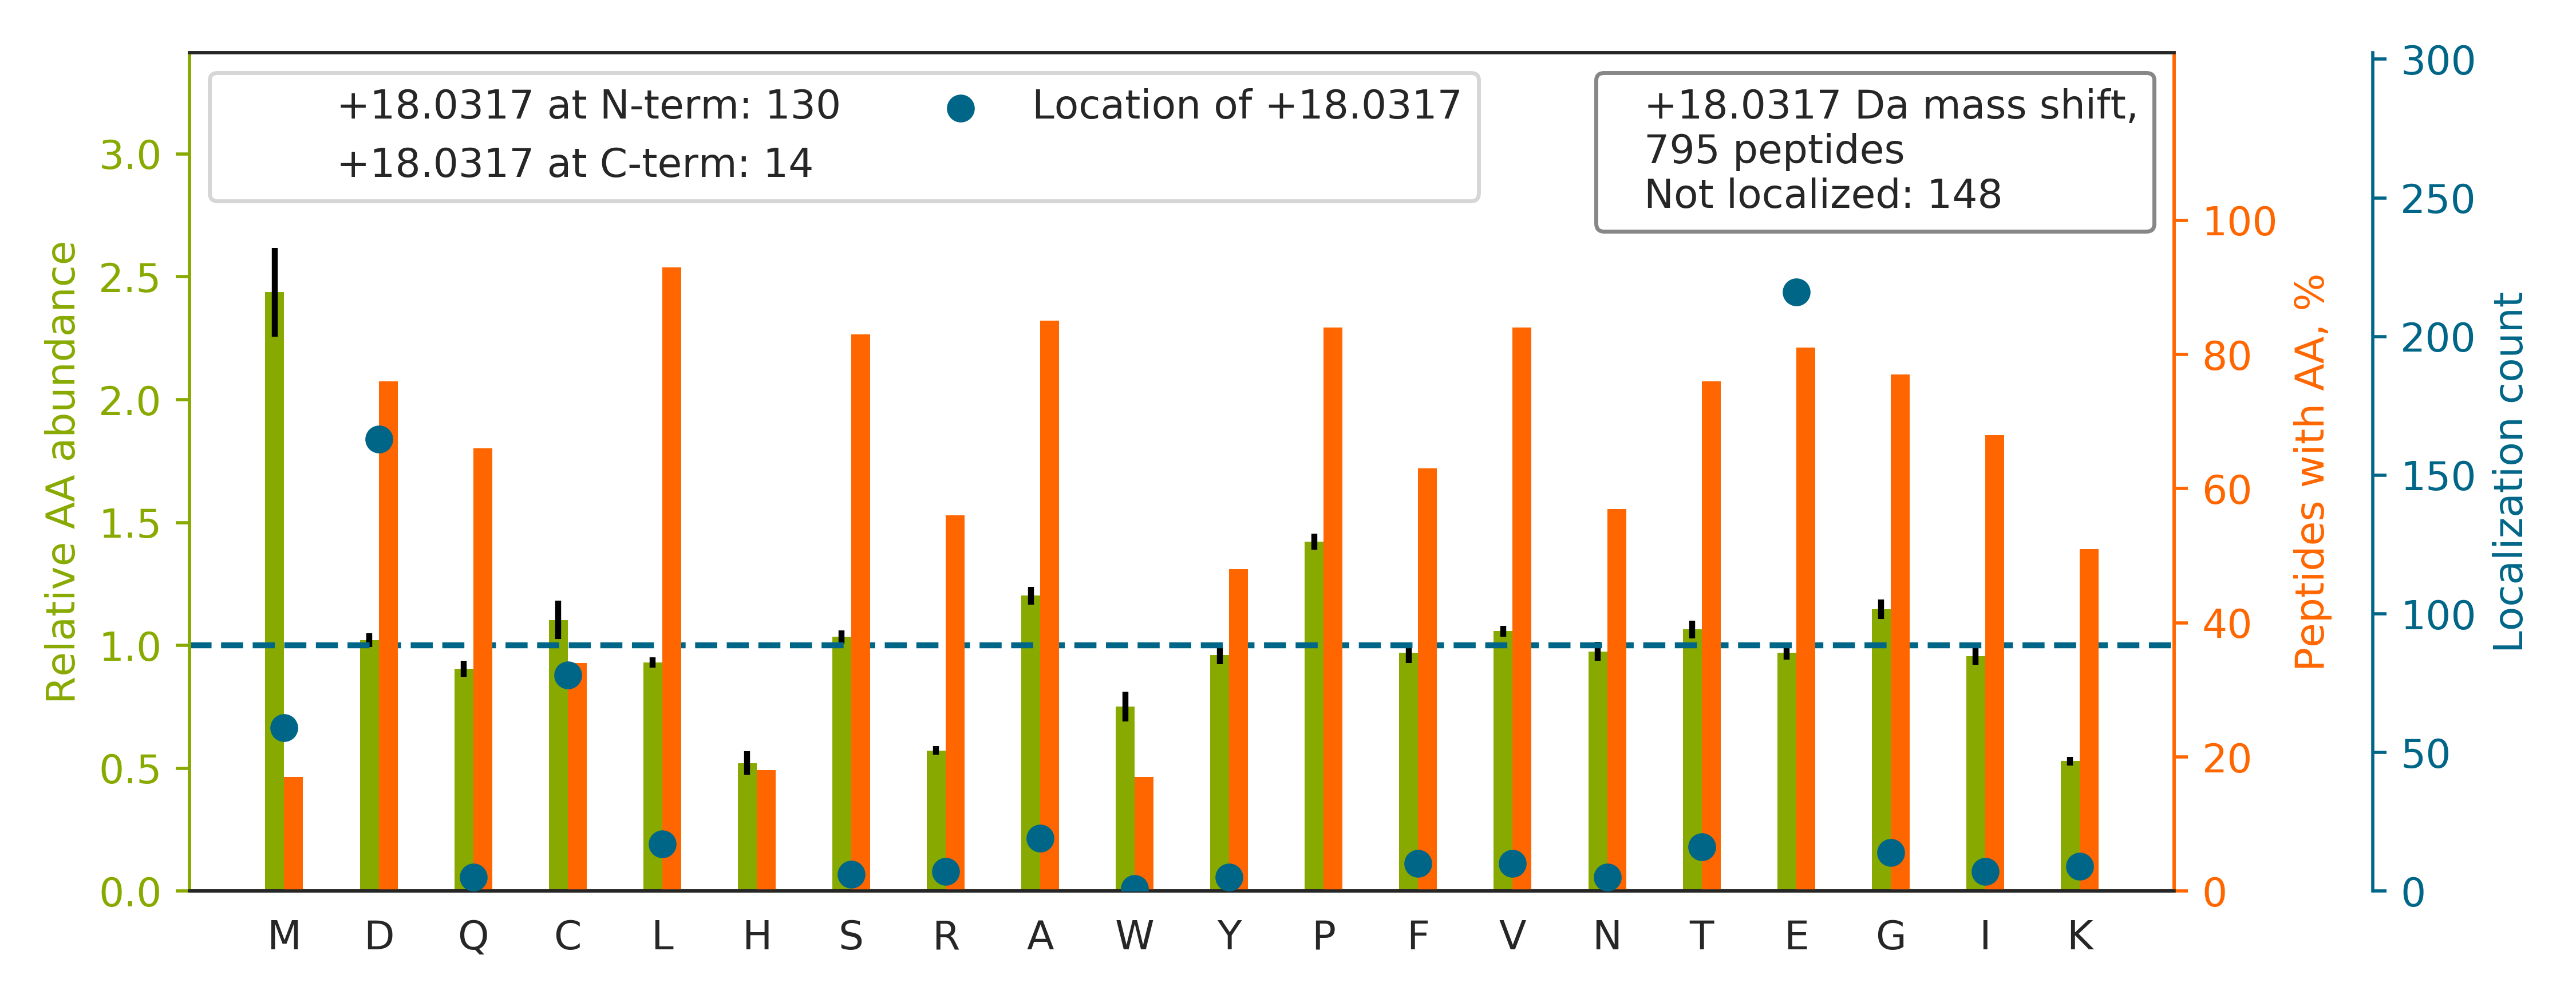 +18.0317 at N-term: 130
+18.0317 at C-term: 14
Location of +18.0317
+18.0317 Da mass shift,
795 peptides
Not localized: 148
Relative AA abundance
3.0
2.5
2.0
1.5
1.0
0.5
0.0
M D Q C L H S R A W Y P F V N T E G I K
100
80
60
40
20
0
Peptides with AA, %
300
250
200
150
100
50
0
Localization count